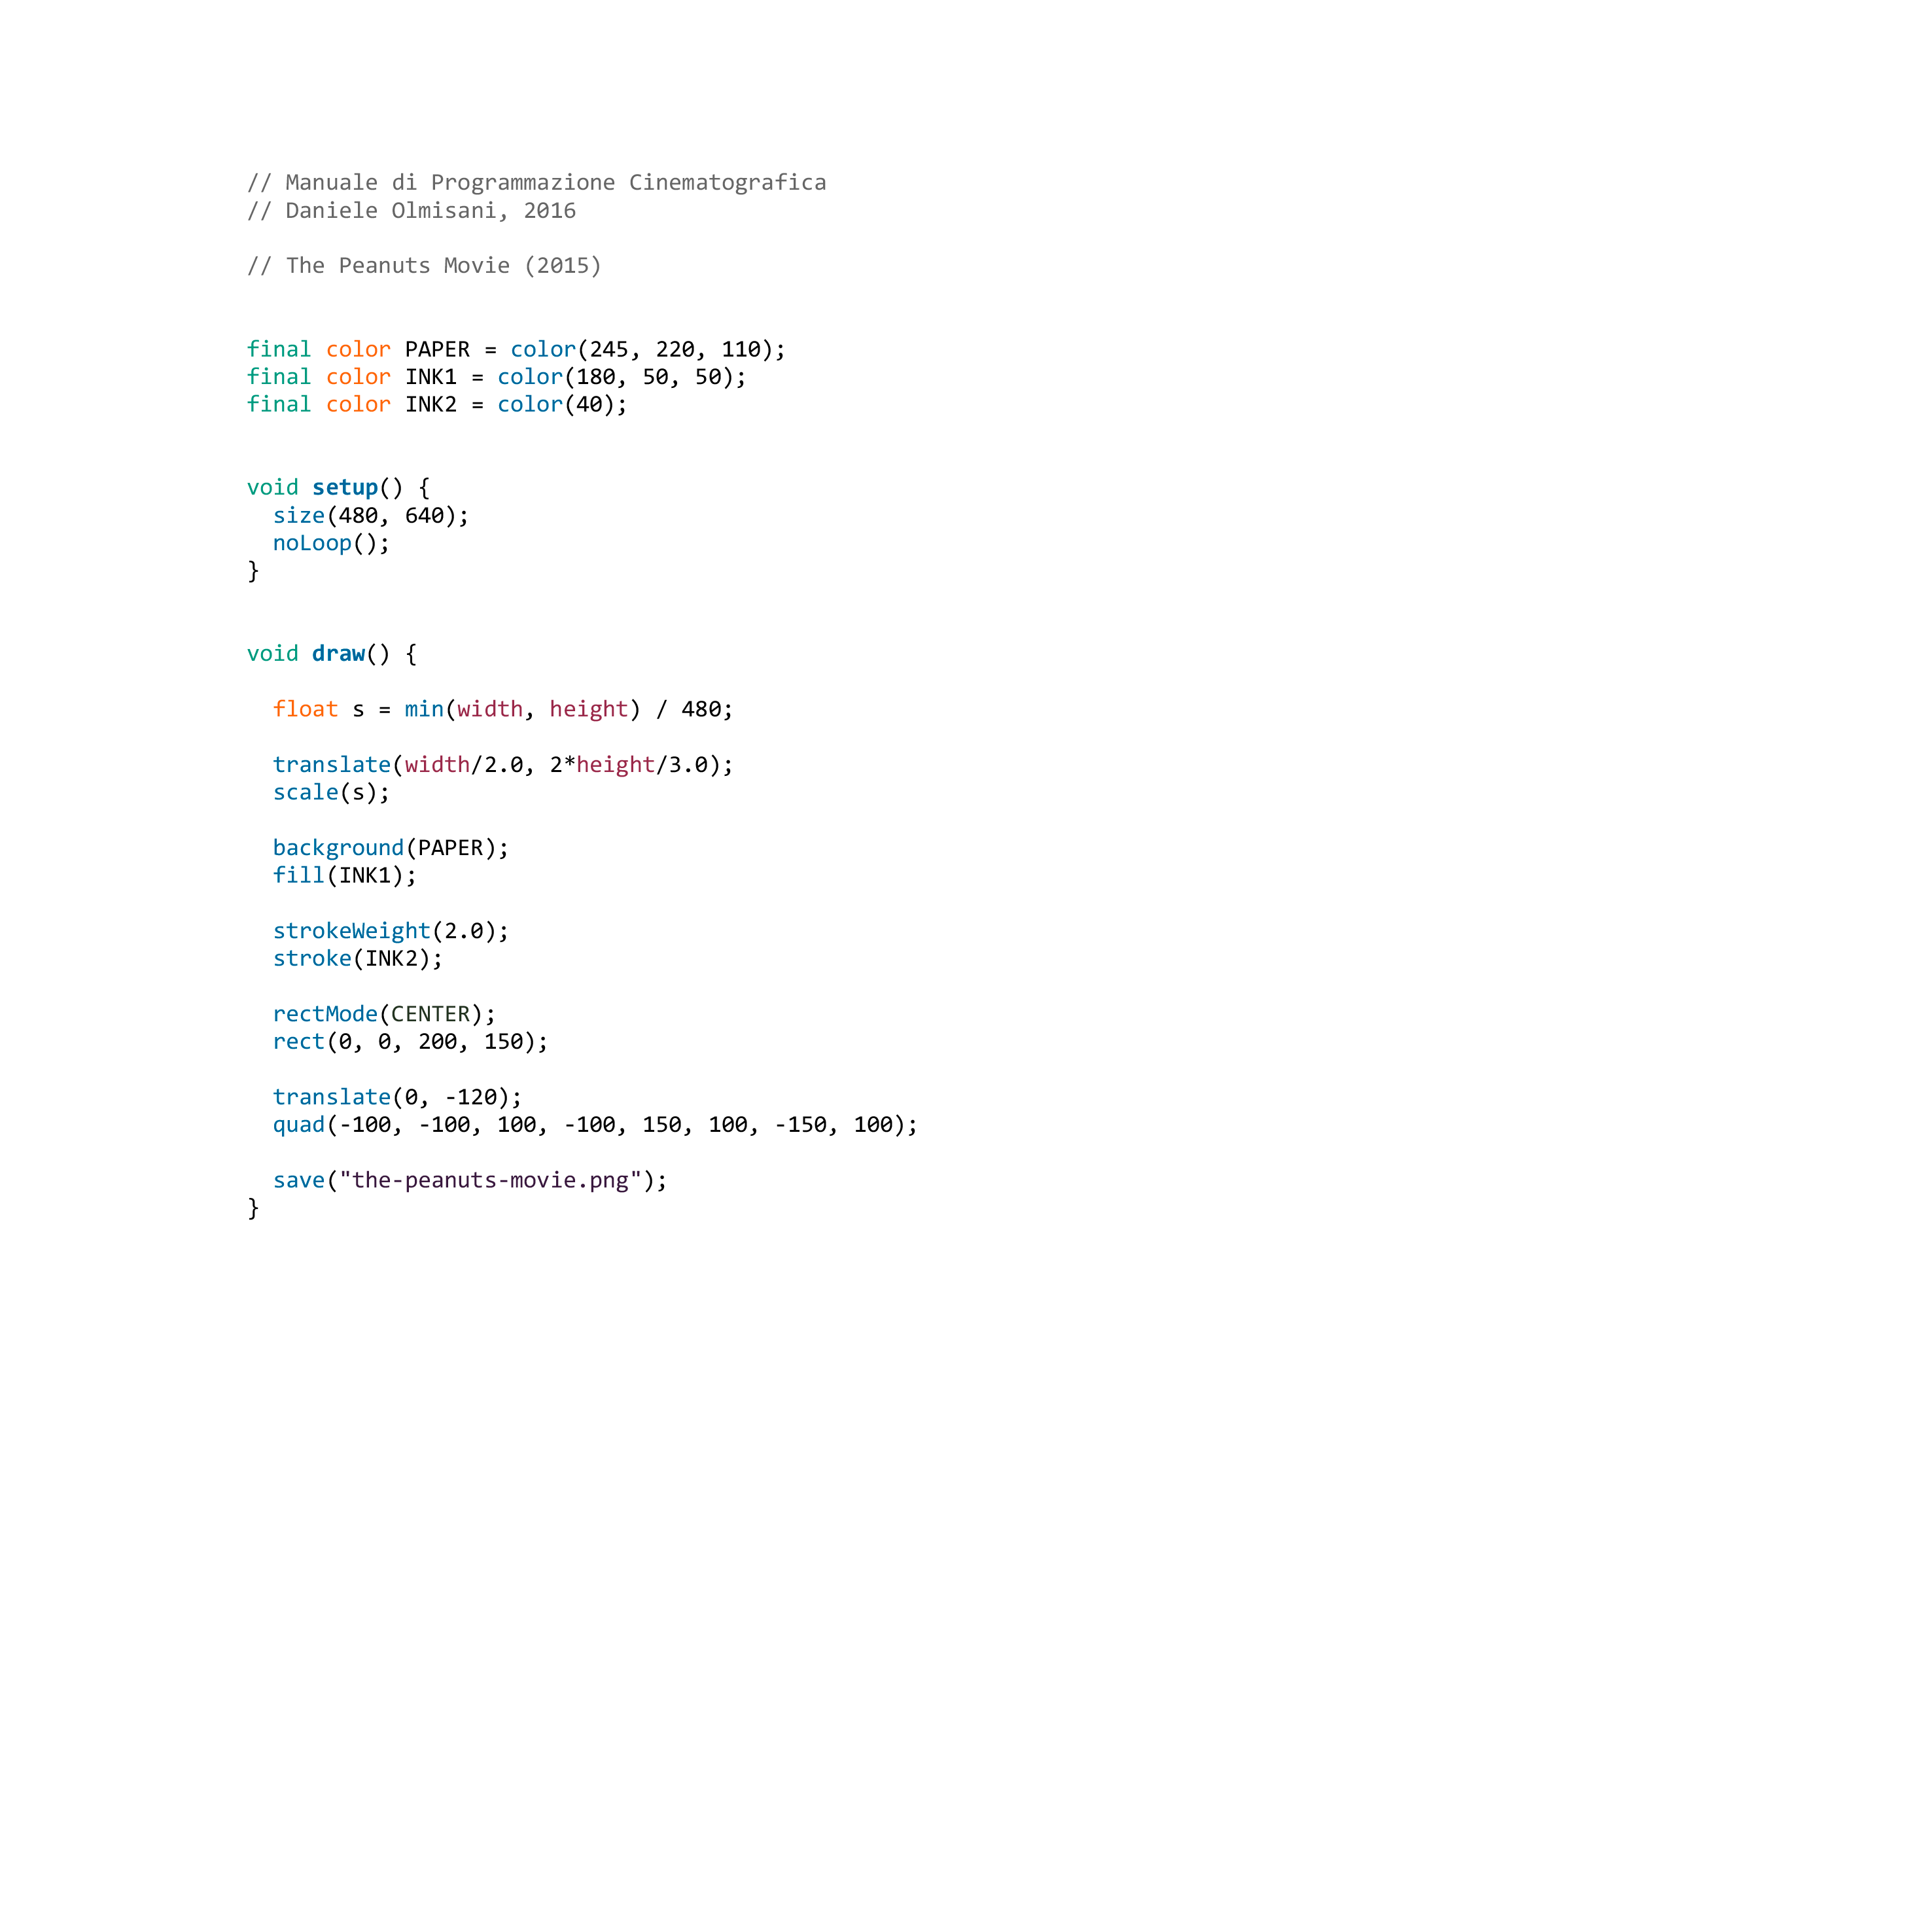 // Manuale di Programmazione Cinematografica
// Daniele Olmisani, 2016

// The Peanuts Movie (2015)


final color PAPER = color(245, 220, 110);
final color INK1 = color(180, 50, 50);
final color INK2 = color(40);


void setup() {
  size(480, 640);
  noLoop();
}


void draw() {

  float s = min(width, height) / 480;

  translate(width/2.0, 2*height/3.0);
  scale(s);

  background(PAPER);
  fill(INK1);

  strokeWeight(2.0);
  stroke(INK2);

  rectMode(CENTER);
  rect(0, 0, 200, 150);

  translate(0, -120);
  quad(-100, -100, 100, -100, 150, 100, -150, 100);

  save("the-peanuts-movie.png");
}